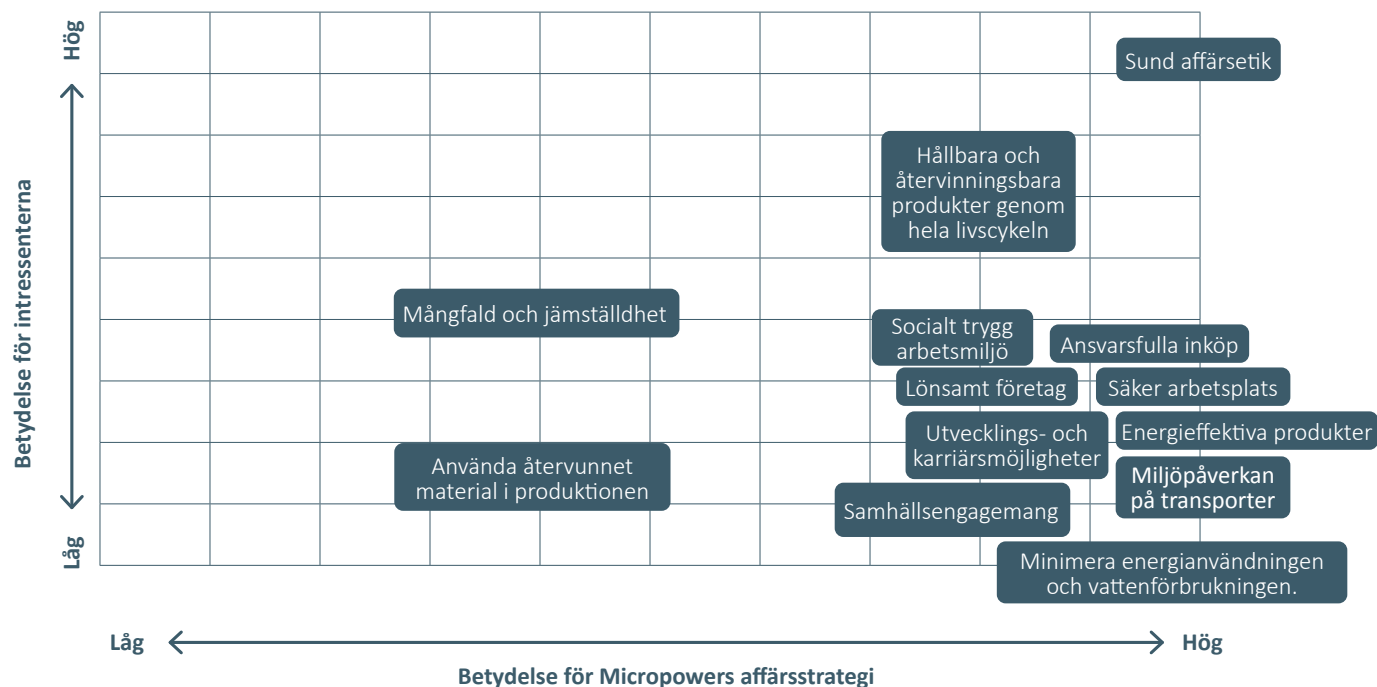 Hög
Sund affärsetik
Hållbara och
återvinningsbara
produkter genom
hela livscykeln
Betydelse för intressenterna
Mångfald och jämställdhet
Socialt trygg
arbetsmiljö
Ansvarsfulla inköp
Lönsamt företag
Säker arbetsplats
Utvecklings- och
karriärsmöjligheter
Energieffektiva produkter
Använda återvunnet
material i produktionen
Miljöpåverkan
på transporter
Samhällsengagemang
Låg
Minimera energianvändningen
och vattenförbrukningen.
Låg
Hög
Betydelse för Micropowers affärsstrategi